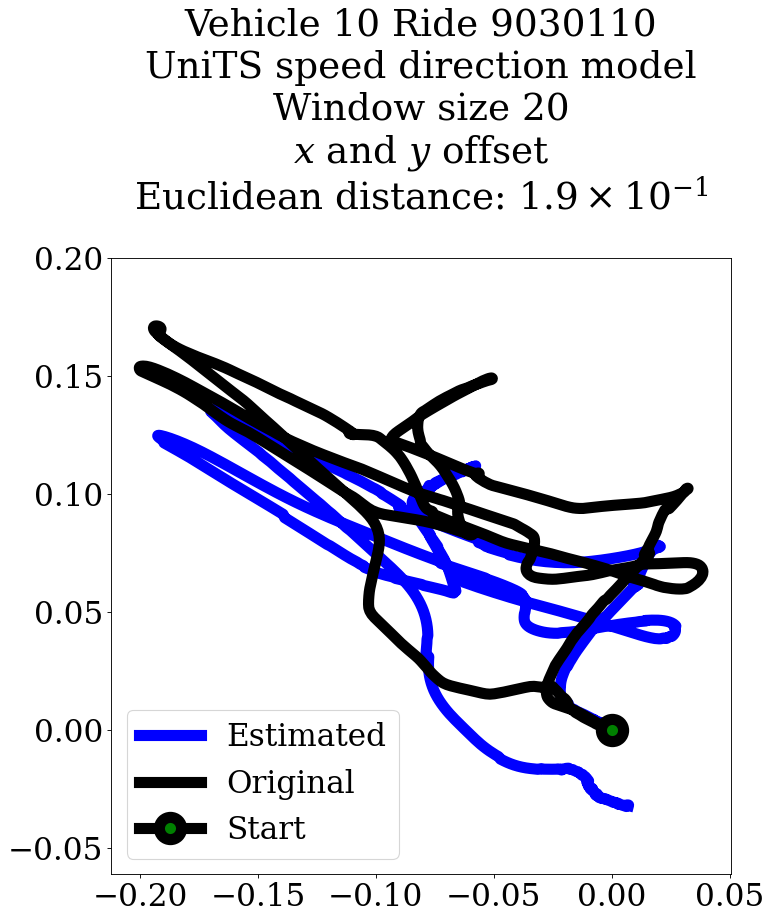 Vehicle 10 Ride 9030110
UniTS speed direction model
Window size 20
x and y offset
Euclidean distance: 1.9 × 10⁻¹
0.20
0.15
0.10
0.05
0.00
−0.05
Estimated
Original
Start
−0.20 −0.15 −0.10 −0.05 0.00 0.05